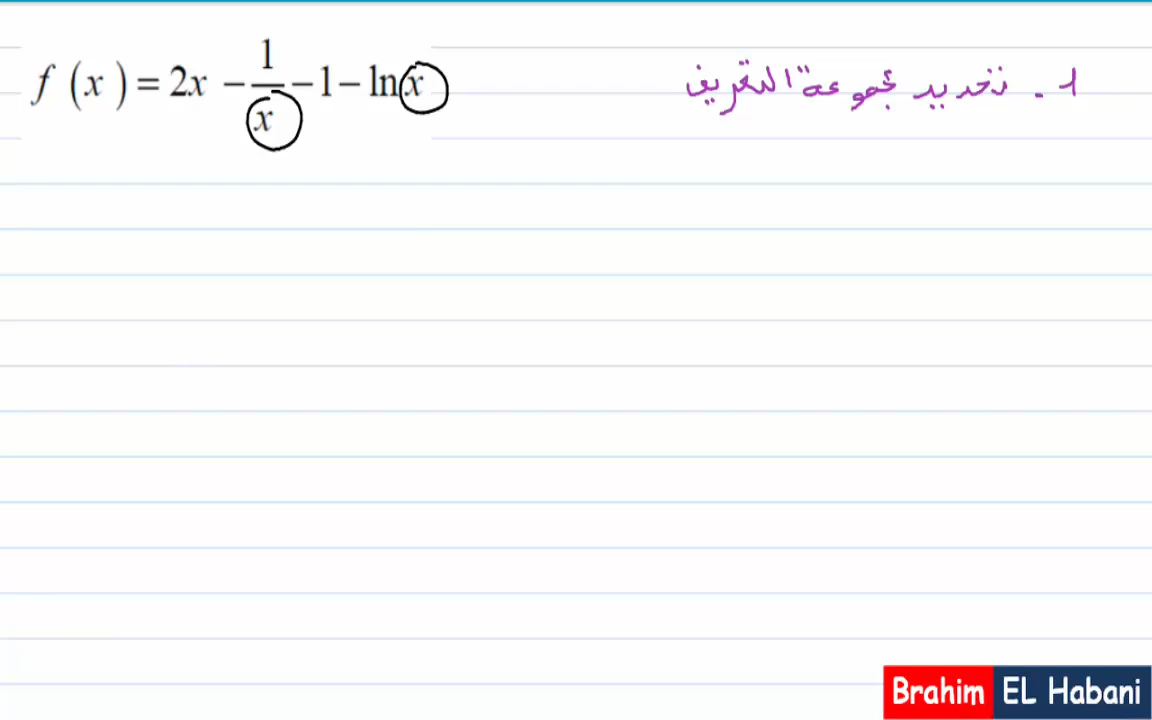 f (x) = 2x - 1/x - 1 - ln x
1 - تحديد مجموعة التعريف
Brahim EL Habani